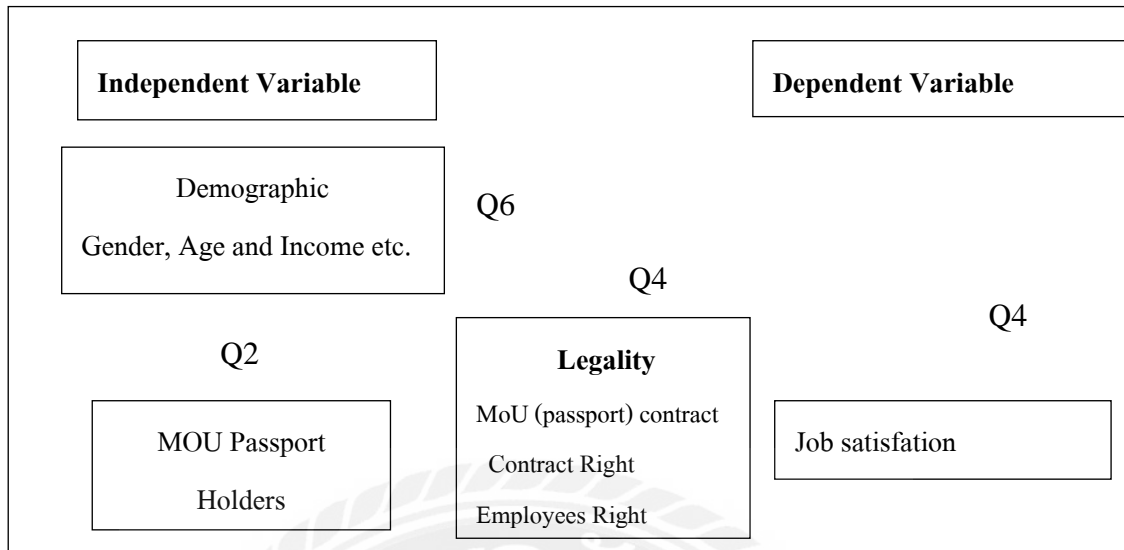 Independent Variable
Dependent Variable
Demographic
Gender, Age and Income etc.
Q6
Q4
Q4
Q2
Legality
MoU (passport) contract
Contract Right
Employees Right
MOU Passport
Holders
Job satisfation